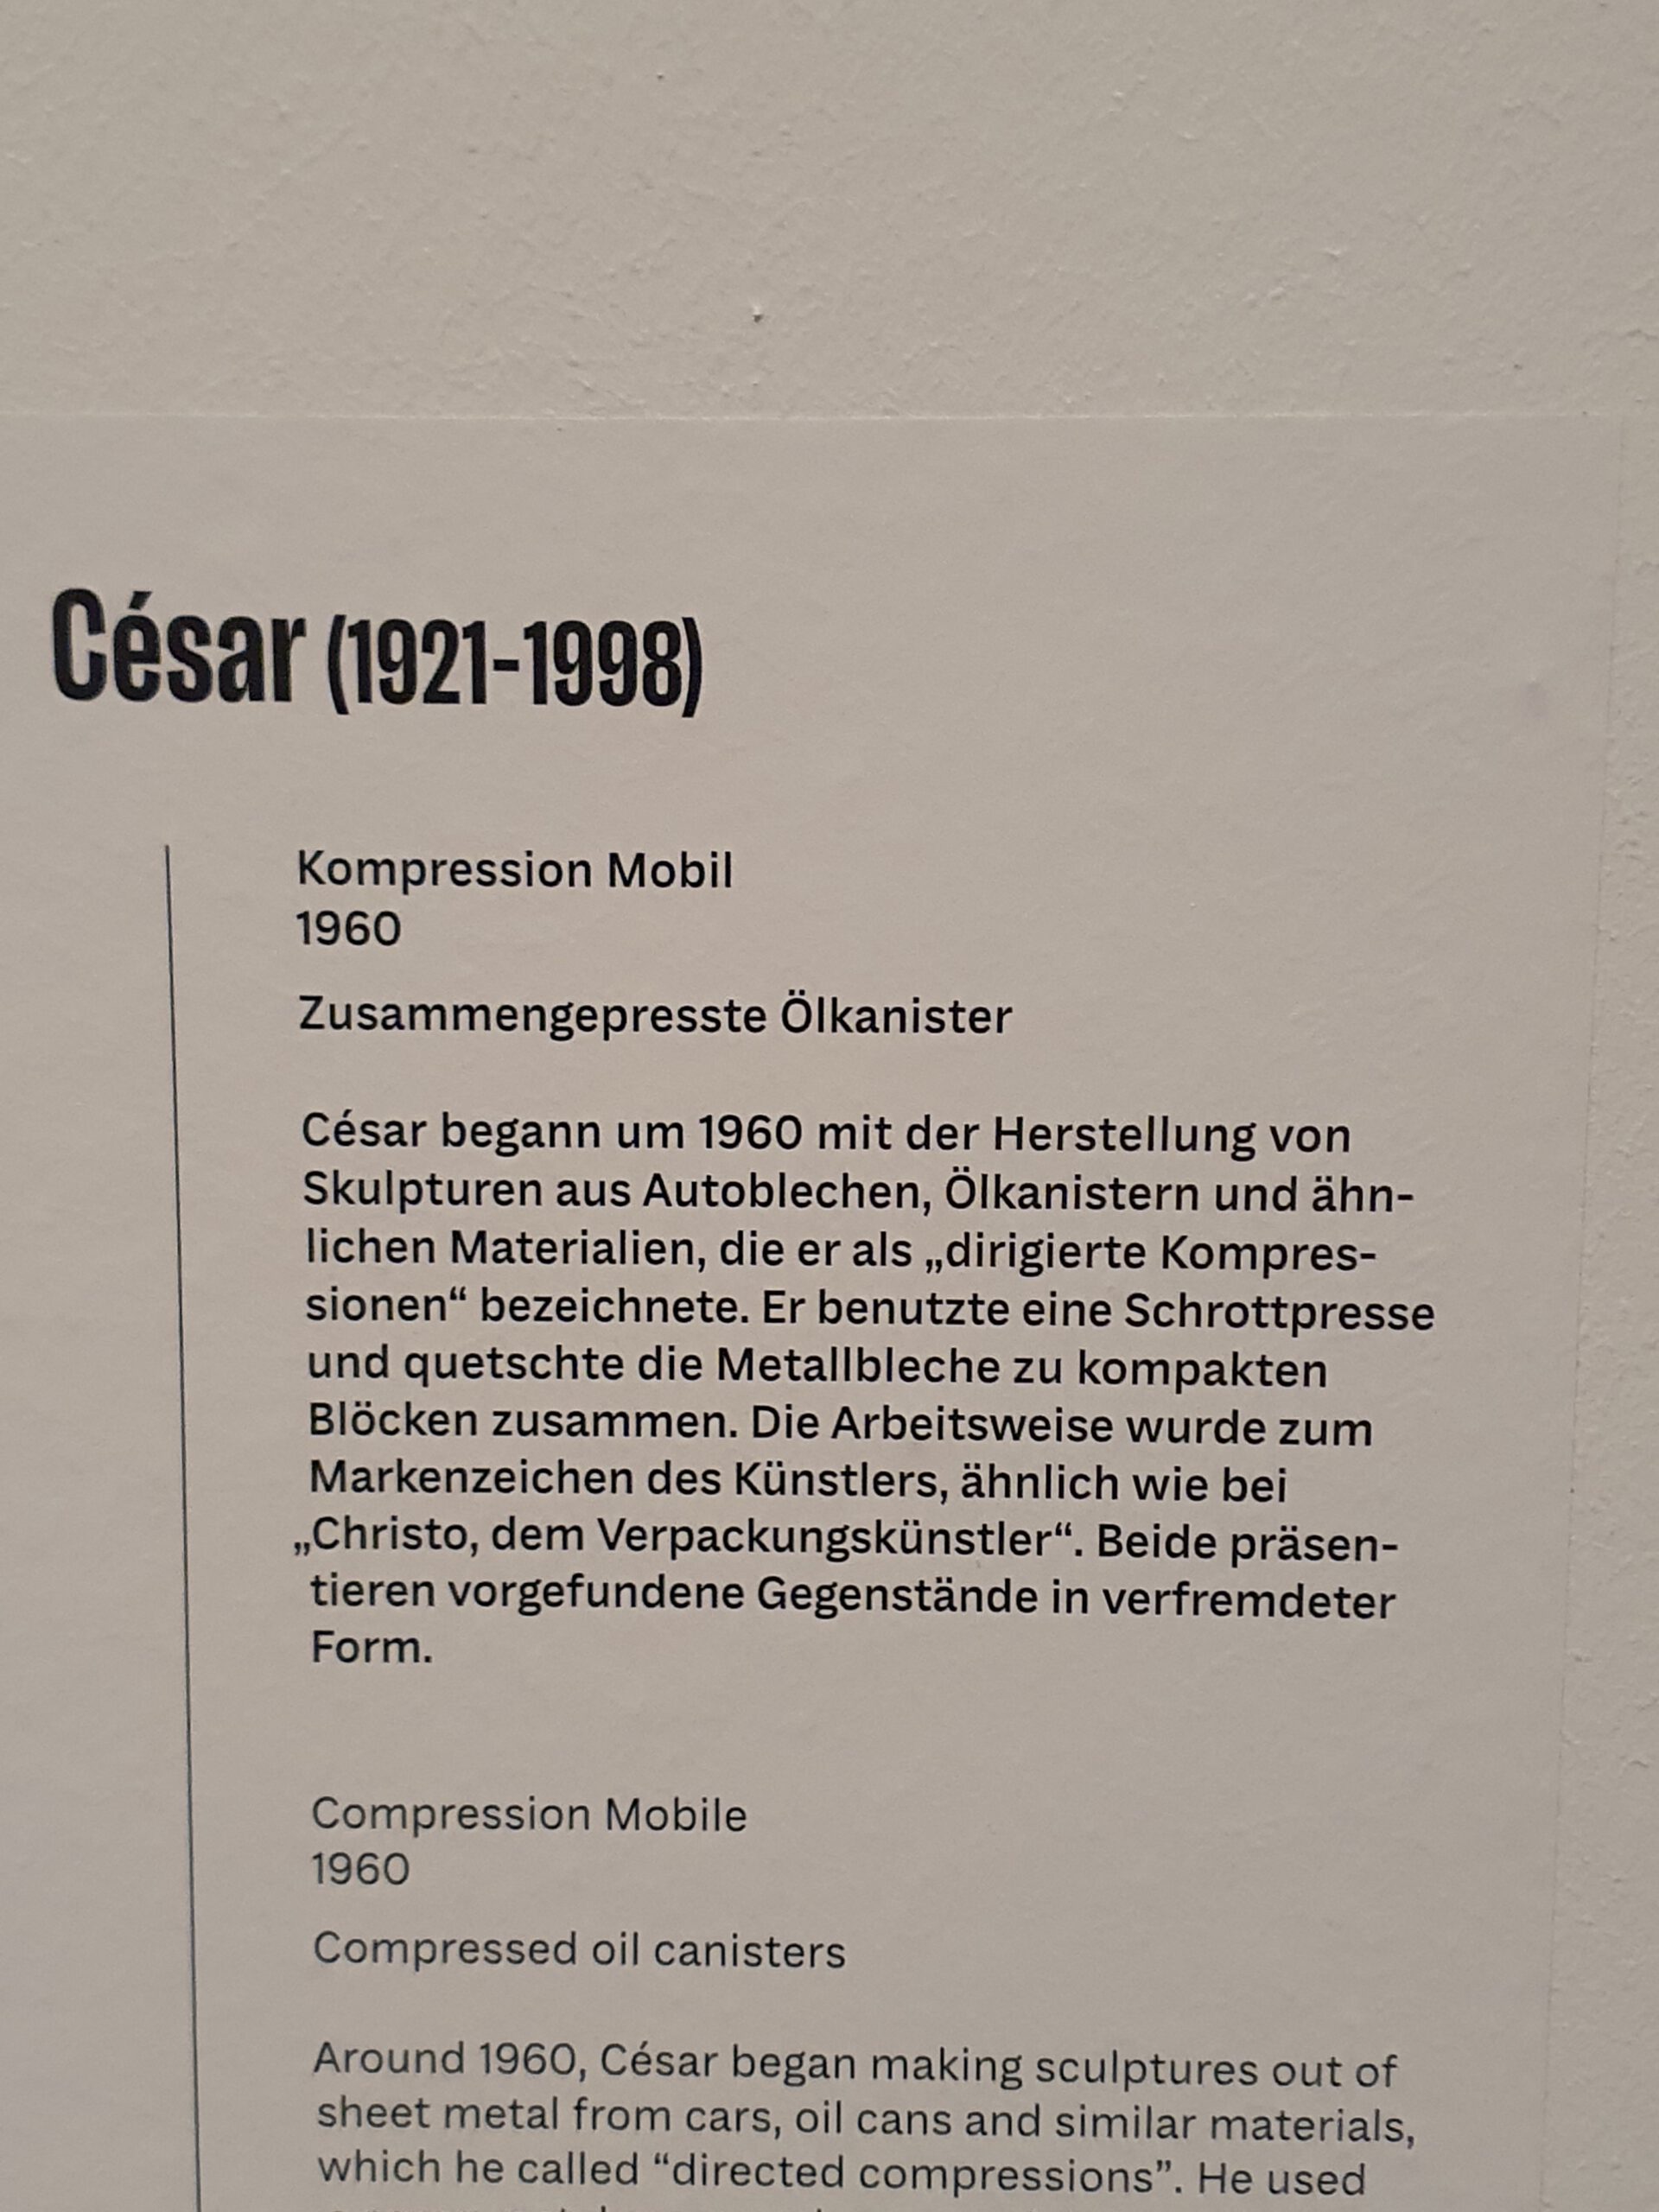 César (1921-1998)
Kompression Mobil
1960
Zusammengepresste Ölkanister
César begann um 1960 mit der Herstellung von
Skulpturen aus Autoblechen, Ölkanistern und ähn-
lichen Materialien, die er als „dirigierte Kompres-
sionen“ bezeichnete. Er benutzte eine Schrottpresse
und quetschte die Metallbleche zu kompakten
Blöcken zusammen. Die Arbeitsweise wurde zum
Markenzeichen des Künstlers, ähnlich wie bei
„Christo, dem Verpackungskünstler“. Beide präsen-
tieren vorgefundene Gegenstände in verfremdeter
Form.
Compression Mobile
1960
Compressed oil canisters
Around 1960, César began making sculptures out of
sheet metal from cars, oil cans and similar materials,
which he called “directed compressions”. He used